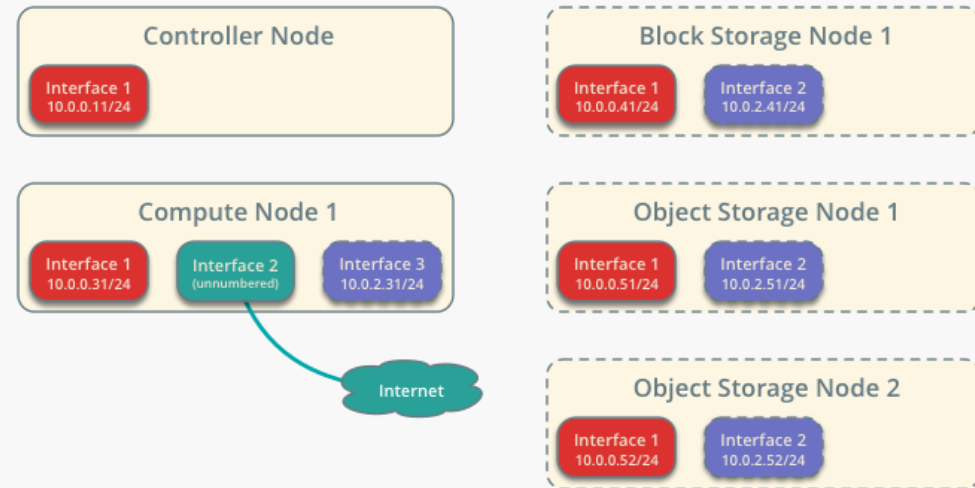 Controller Node
Interface 1
10.0.0.11/24
Compute Node 1
Interface 1
10.0.0.31/24
Interface 2
(unnumbered)
Interface 3
10.0.2.31/24
Internet
Block Storage Node 1
Interface 1
10.0.0.41/24
Interface 2
10.0.2.41/24
Object Storage Node 1
Interface 1
10.0.0.51/24
Interface 2
10.0.2.51/24
Object Storage Node 2
Interface 1
10.0.0.52/24
Interface 2
10.0.2.52/24